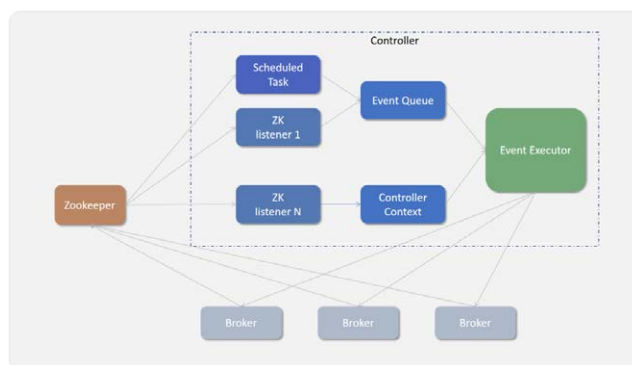 Controller
Scheduled
Task
Event Queue
ZK
listener 1
Event Executor
Zookeeper
ZK
listener N
Controller
Context
Broker
Broker
Broker